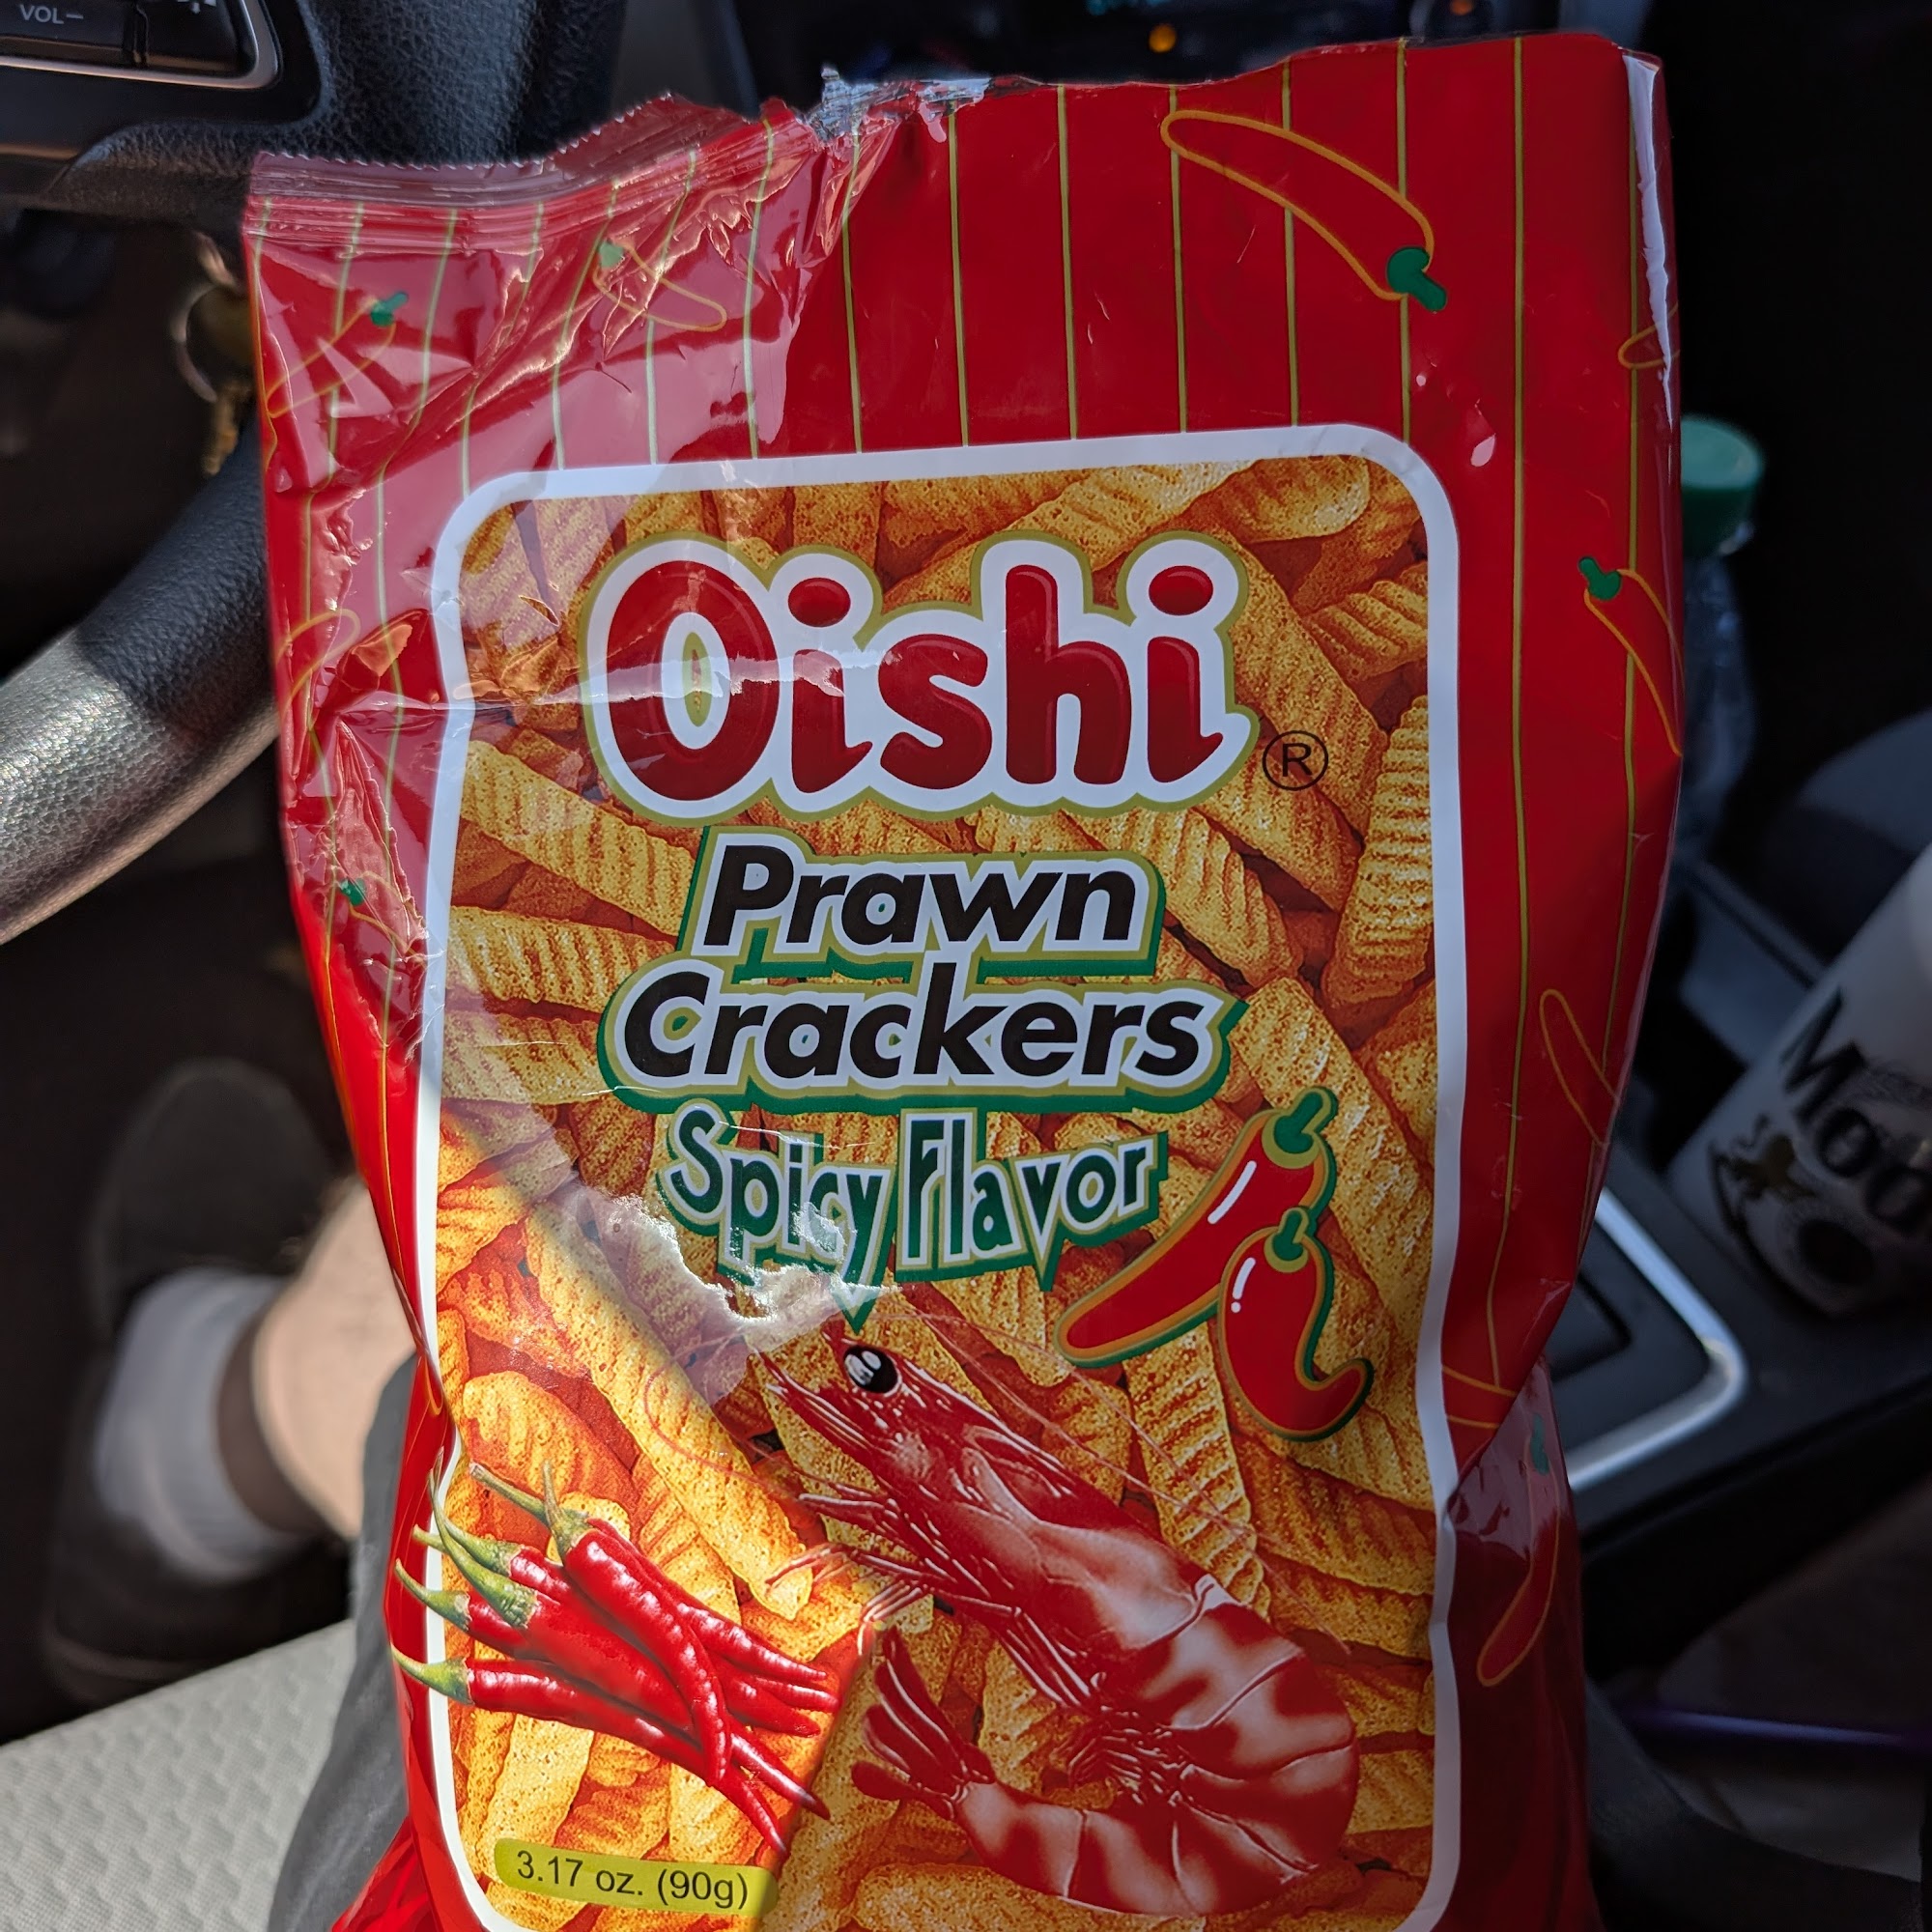 VOL−
Oishi®
Prawn
Crackers
Spicy Flavor
3.17 oz. (90g)